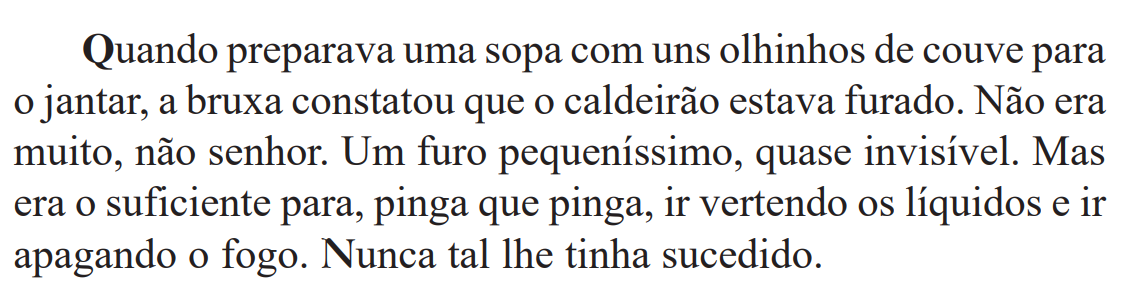 Quando preparava uma sopa com uns olhinhos de couve para
o jantar, a bruxa constatou que o caldeirão estava furado. Não era
muito, não senhor. Um furo pequeníssimo, quase invisível. Mas
era o suficiente para, pinga que pinga, ir vertendo os líquidos e ir
apagando o fogo. Nunca tal lhe tinha sucedido.